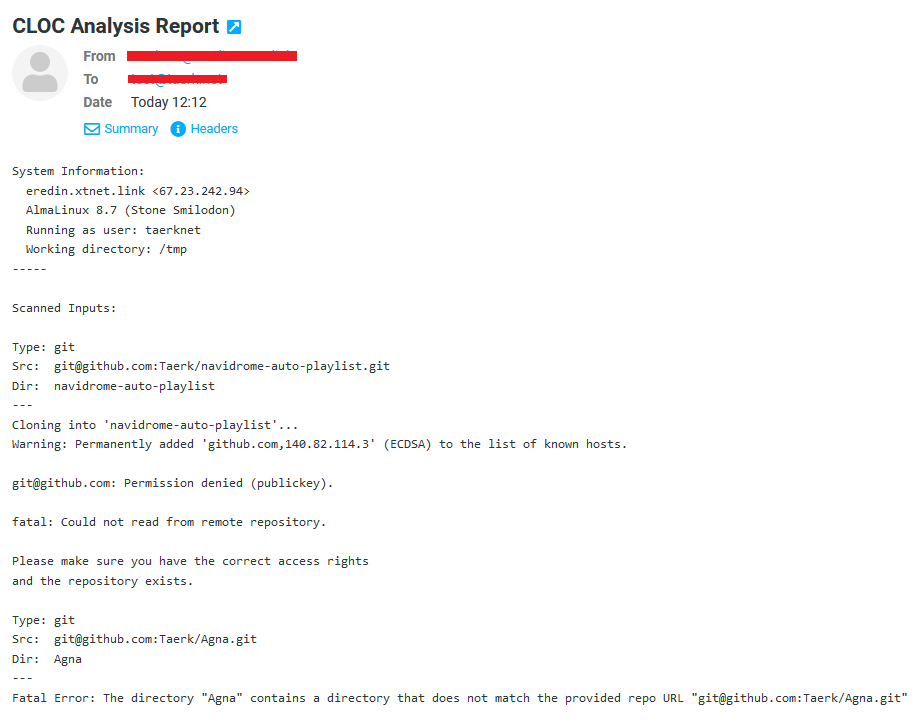 CLOC Analysis Report
From
To
Date Today 12:12
Summary Headers
System Information:
eredin.xtnet.link <67.23.242.94>
AlmaLinux 8.7 (Stone Smilodon)
Running as user: taerknet
Working directory: /tmp
-----
Scanned Inputs:
Type: git
Src: git@github.com:Taerk/navidrome-auto-playlist.git
Dir: navidrome-auto-playlist
---
Cloning into 'navidrome-auto-playlist'...
Warning: Permanently added 'github.com,140.82.114.3' (ECDSA) to the list of known hosts.
git@github.com: Permission denied (publickey).
fatal: Could not read from remote repository.
Please make sure you have the correct access rights
and the repository exists.
Type: git
Src: git@github.com:Taerk/Agna.git
Dir: Agna
---
Fatal Error: The directory "Agna" contains a directory that does not match the provided repo URL "git@github.com:Taerk/Agna.git"